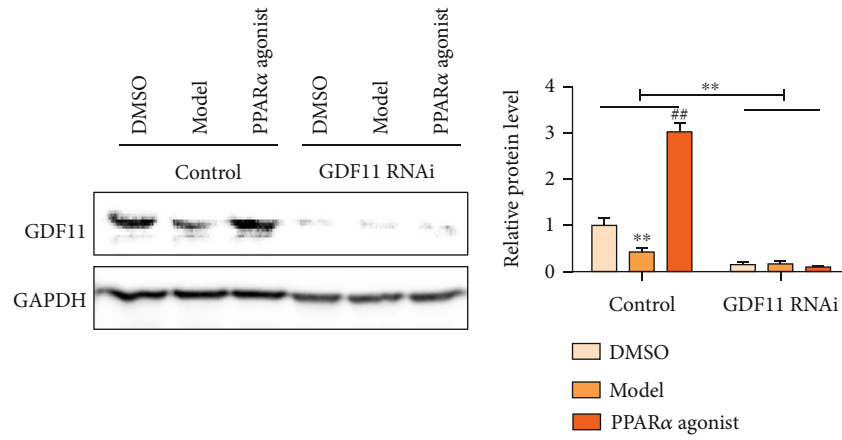 DMSO
Model
PPARα agonist
DMSO
Model
PPARα agonist
Control
GDF11 RNAi
GDF11
GAPDH
Relative protein level
4
3
2
1
0
**
**
##
Control
GDF11 RNAi
DMSO
Model
PPARα agonist